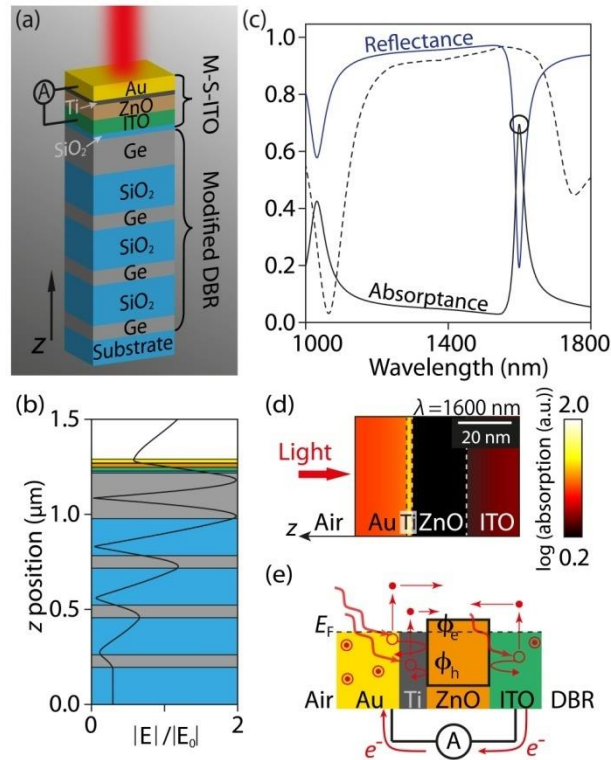 (a)
A
Au
Ti
ZnO
ITO
SiO₂
M-S-ITO
Ge
SiO₂
Ge
SiO₂
Ge
SiO₂
Ge
Substrate
Modified DBR
z
(b)
1.5
1.0
0.5
0.0
z position (μm)
0 1 2
|E|/|E₀|
(c)
1.0
0.8
0.6
0.4
0.2
0.0
Reflectance
Absorptance
1000 1400 1800
Wavelength (nm)
(d)
λ=1600 nm
20 nm
Light
z
Air Au Ti ZnO ITO
2.0
log (absorption (a.u.))
0.2
(e)
E_F
ϕₑ
ϕₕ
Air Au Ti ZnO ITO DBR
e⁻ A e⁻